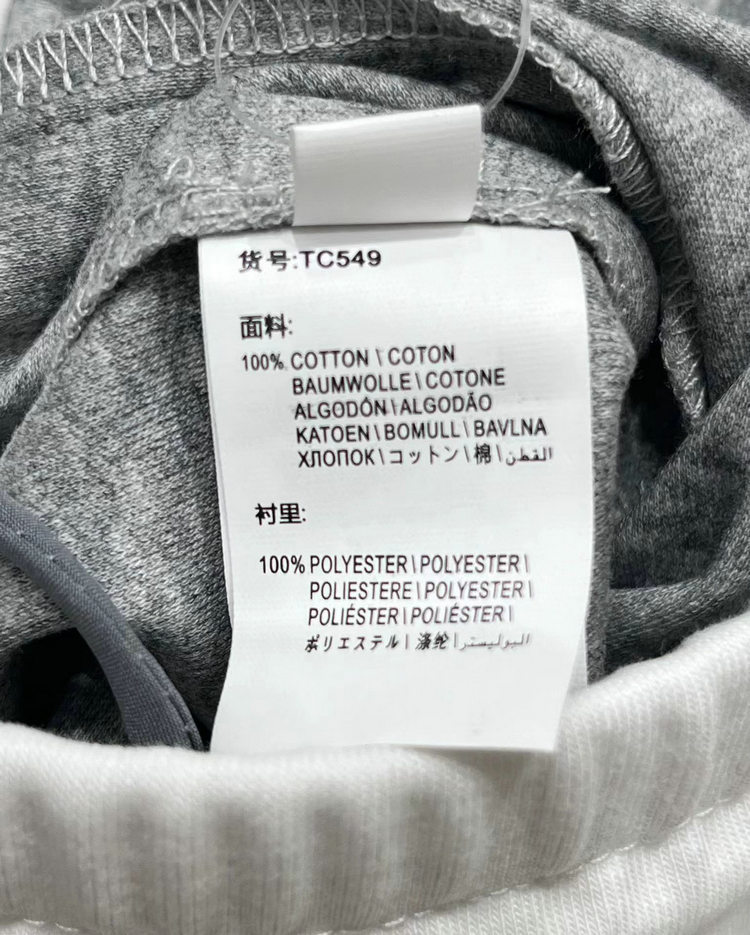 货号:TC549
面料:
100% COTTON \ COTON
BAUMWOLLE \ COTONE
ALGODÓN \ ALGODÃO
KATOEN \ BOMULL \ BAVLNA
ХЛОПОК \ コットン \ 棉 \ القطن
衬里:
100% POLYESTER \ POLYESTER \
POLIESTERE \ POLYESTER \
POLIÉSTER \ POLIÉSTER \
ポリエステル \ 涤纶 \ البوليستر